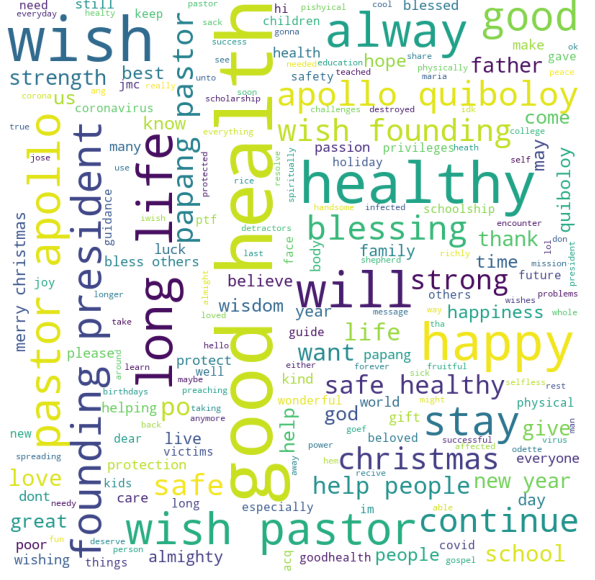 need
still
keep
sack
pastor
cool
blessed
everyday
healty
hi
pishyical
gonna
good
wish
children
success
alway
strength
best
see
health
needed
education
share
make
ok
us
jmc
really
unto
safety
taught
hope
father
gave
peace
corona
ang
maria
physically
coronavirus
soon
apollo quiboloy
true
know
scholarship
challenges
destroyed
idk
college
come
jose
many
everything
wish founding
use
passion
privileges
heath
self
may
protected
resolve
holiday
healthy
quiboloy
pastor apollo
founding president
guidance
long life
papang pastor
good health
rice
spiritually
handsome
infected
schoolship
encounter
iwish
detractors
blessing
thank
lol
luck
ptf
face
body
family
shepherd
richly
time
mission
president
bless others
last
merry christmas
joy
longer
almight
loved
believe
will
strong
others
future
wishes
problems
take
wisdom
year
message
way
happiness
whole
please
around
hello
guide
life
tha
happy
learn
protect
either
want
papang
forever
fruitful
maybe
well
kind
safe healthy
sick
selfless
rest
birthdays
preaching
wonderful
god
world
physical
might
new
helping
po
taking
anymore
help
gift
stay
give
man
spreading
back
dear
live
power
goef
beloved
successful
affected
virus
protection
victims
away
hem
christmas
odette
everyone
love
kids
safe
recive
help people
new year
dont
needy
care
long
especially
im
able
day
great
fun
deserve
wish pastor
continue
poor
person
almighty
acq
goodhealth
people
covid
school
wishing
things
gospel